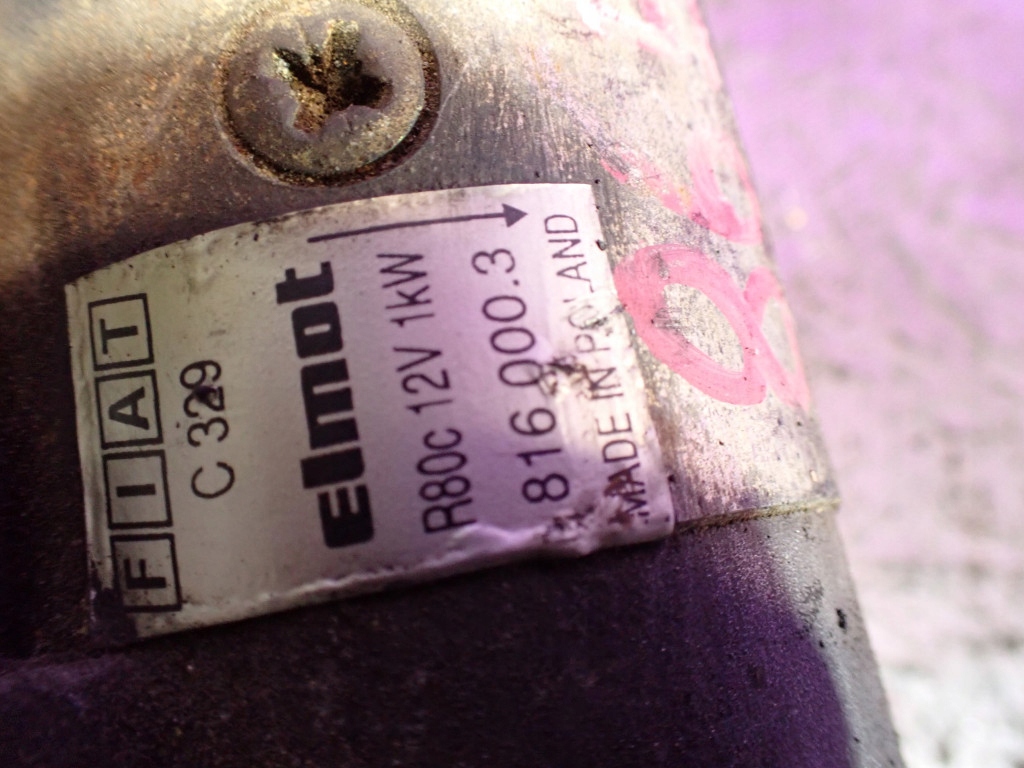 FIAT
C 329
Elmot
R80c 12V 1kW
816.000.3
MADE IN POLAND